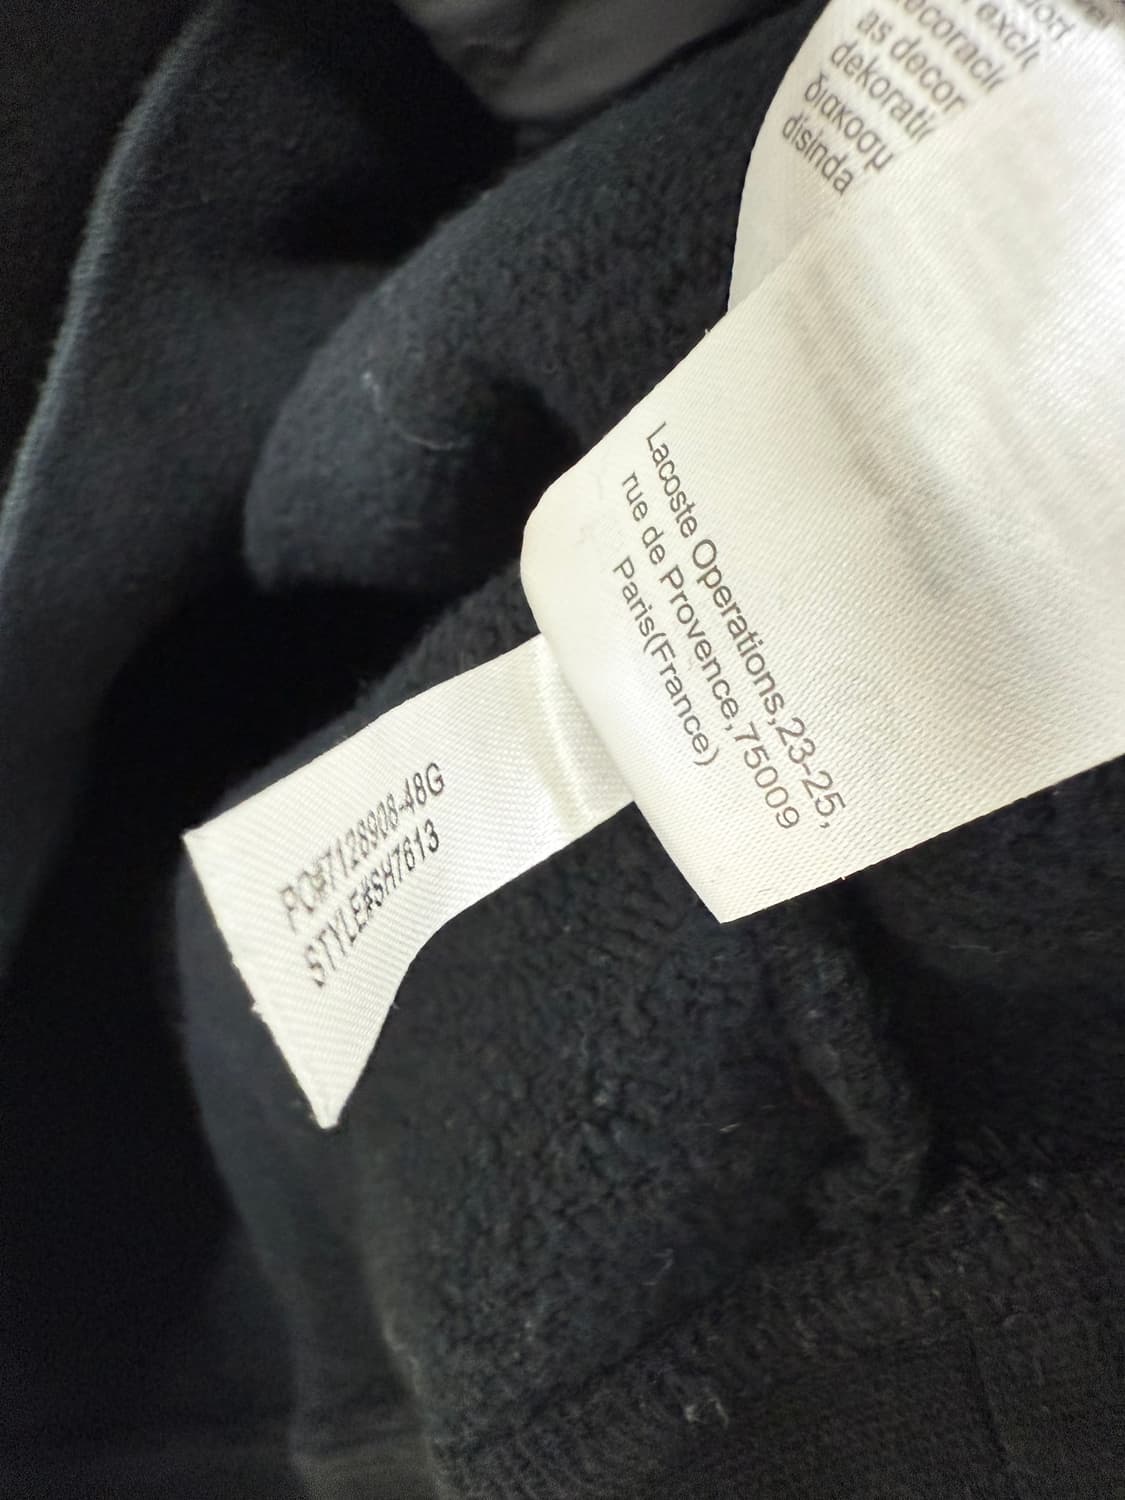 as decor
dekorati
διακοσμ
disinda
Lacoste Operations,23-25,
rue de Provence,75009
Paris(France)
PO#7128908-48G
STYLE#SH7613